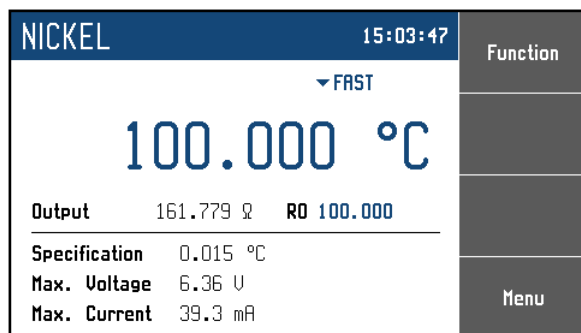 NICKEL 15:03:47
Function
FAST
100.000 °C
Output 161.779 Ω R0 100.000
Specification 0.015 °C
Max. Voltage 6.36 V
Max. Current 39.3 mA
Menu